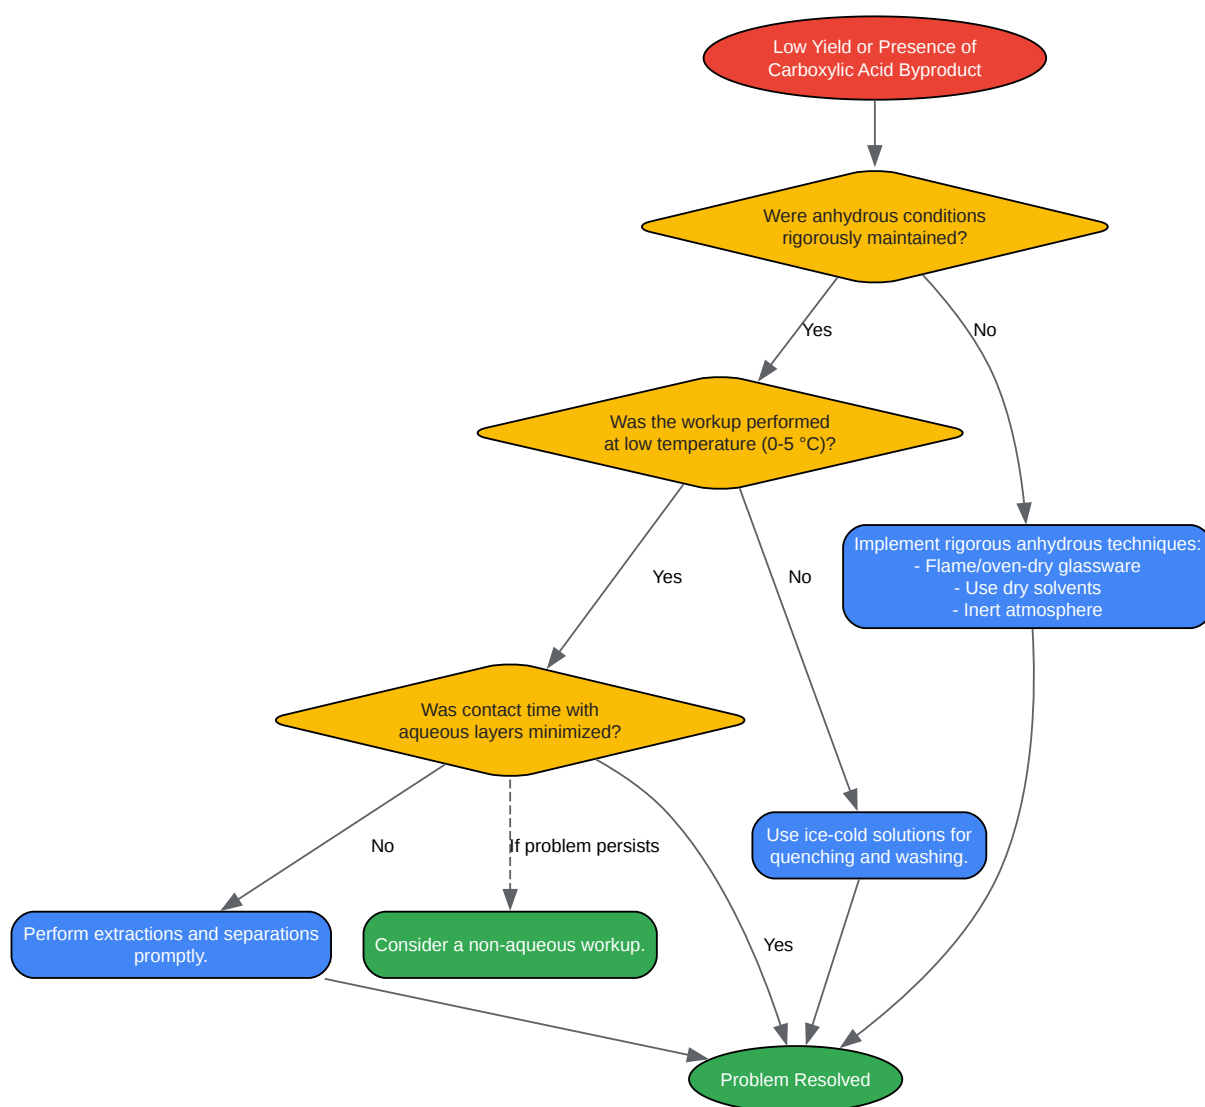 Low Yield or Presence of
Carboxylic Acid Byproduct
Were anhydrous conditions
rigorously maintained?
Yes
No
Was the workup performed
at low temperature (0-5 °C)?
Implement rigorous anhydrous techniques:
- Flame/oven-dry glassware
- Use dry solvents
- Inert atmosphere
Yes
No
Was contact time with
aqueous layers minimized?
Use ice-cold solutions for
quenching and washing.
No
If problem persists
Yes
Perform extractions and separations
promptly.
Consider a non-aqueous workup.
Problem Resolved